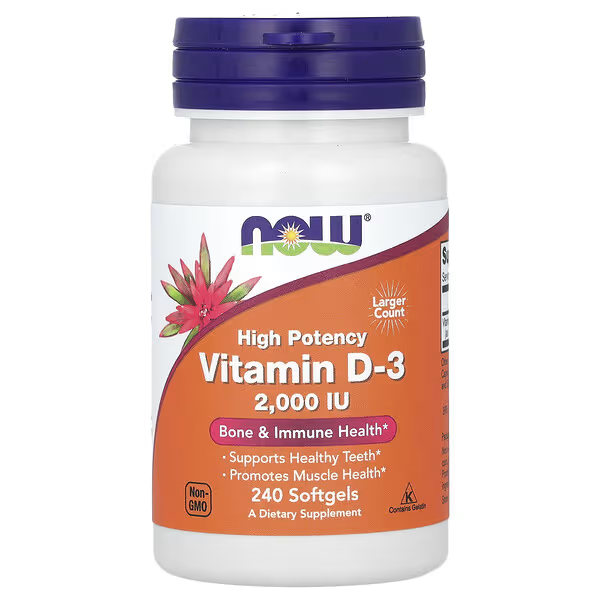 NOW®
Larger
Count
High Potency
Vitamin D-3
2,000 IU
Bone & Immune Health*
• Supports Healthy Teeth*
• Promotes Muscle Health*
240 Softgels
A Dietary Supplement
Non-
GMO
K
Contains Gelatin